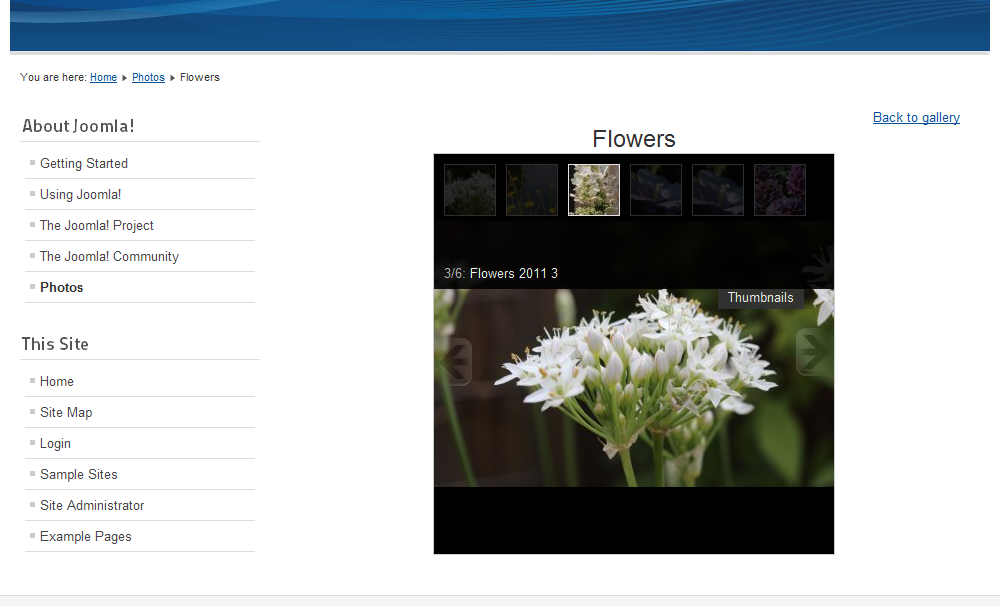 You are here: Home Photos Flowers
About Joomla!
Getting Started
Using Joomla!
The Joomla! Project
The Joomla! Community
Photos
This Site
Home
Site Map
Login
Sample Sites
Site Administrator
Example Pages
Back to gallery
Flowers
3/6: Flowers 2011 3
Thumbnails